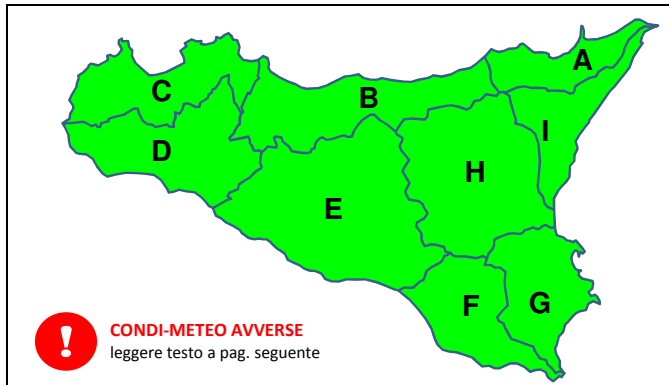 A
C
B
I
D
H
E
F
G
!
CONDI-METEO AVVERSE
leggere testo a pag. seguente